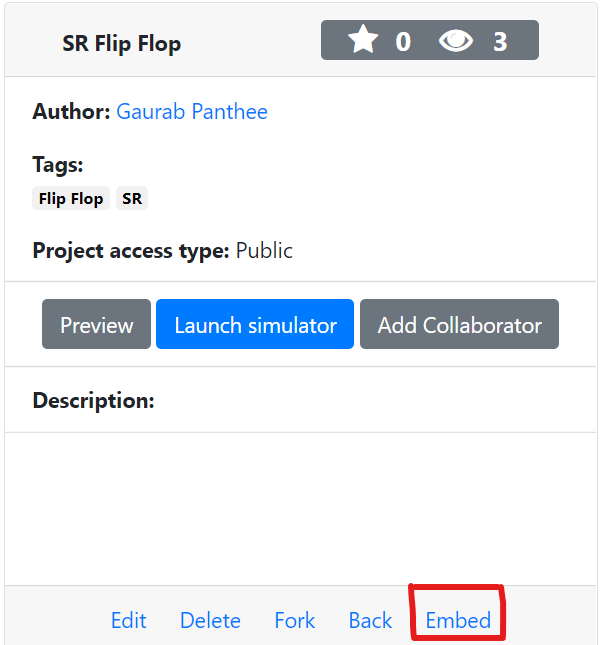 SR Flip Flop 0 3
Author: Gaurab Panthee
Tags:
Flip Flop SR
Project access type: Public
Preview Launch simulator Add Collaborator
Description:
Edit Delete Fork Back Embed